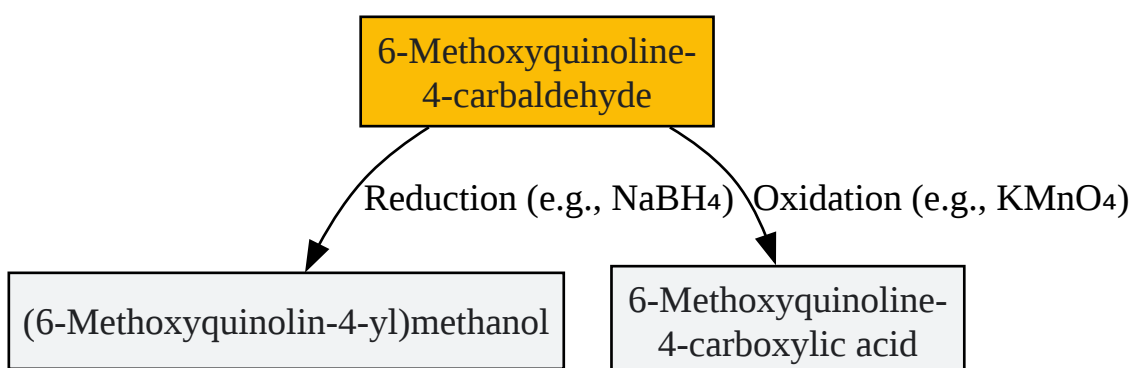 6-Methoxyquinoline-
4-carbaldehyde
Reduction (e.g., NaBH₄)
Oxidation (e.g., KMnO₄)
(6-Methoxyquinolin-4-yl)methanol
6-Methoxyquinoline-
4-carboxylic acid